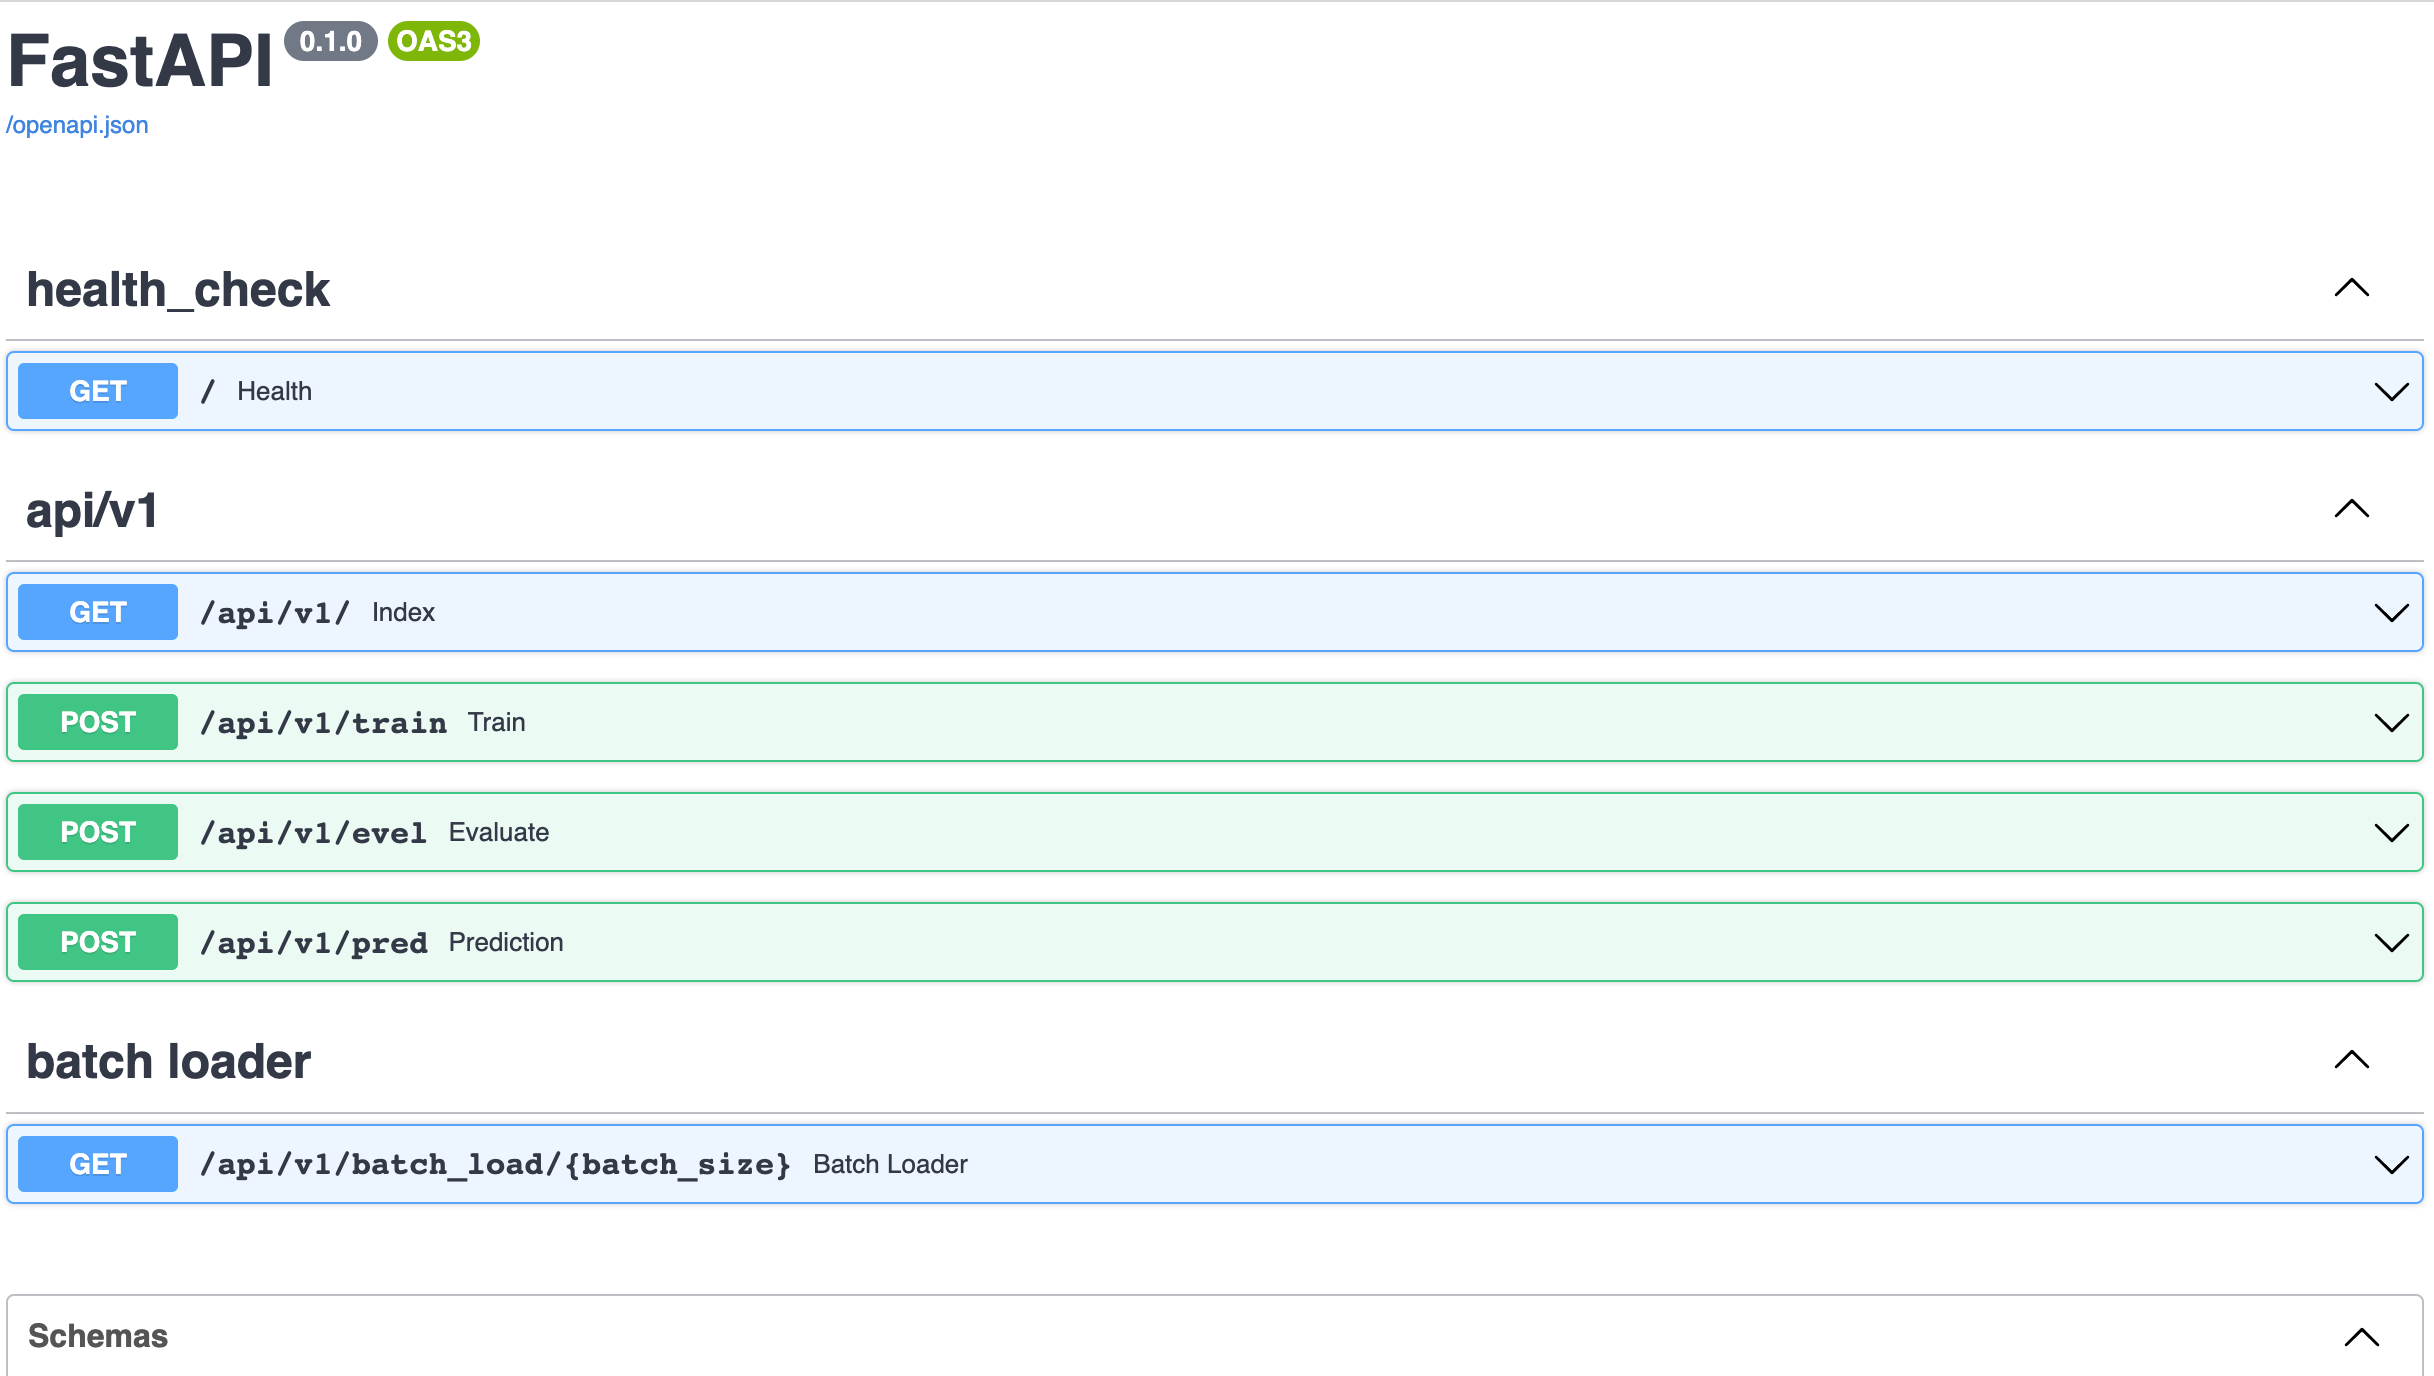 FastAPI 0.1.0 OAS3
/openapi.json
health_check
GET / Health
api/v1
GET /api/v1/ Index
POST /api/v1/train Train
POST /api/v1/evel Evaluate
POST /api/v1/pred Prediction
batch loader
GET /api/v1/batch_load/{batch_size} Batch Loader
Schemas